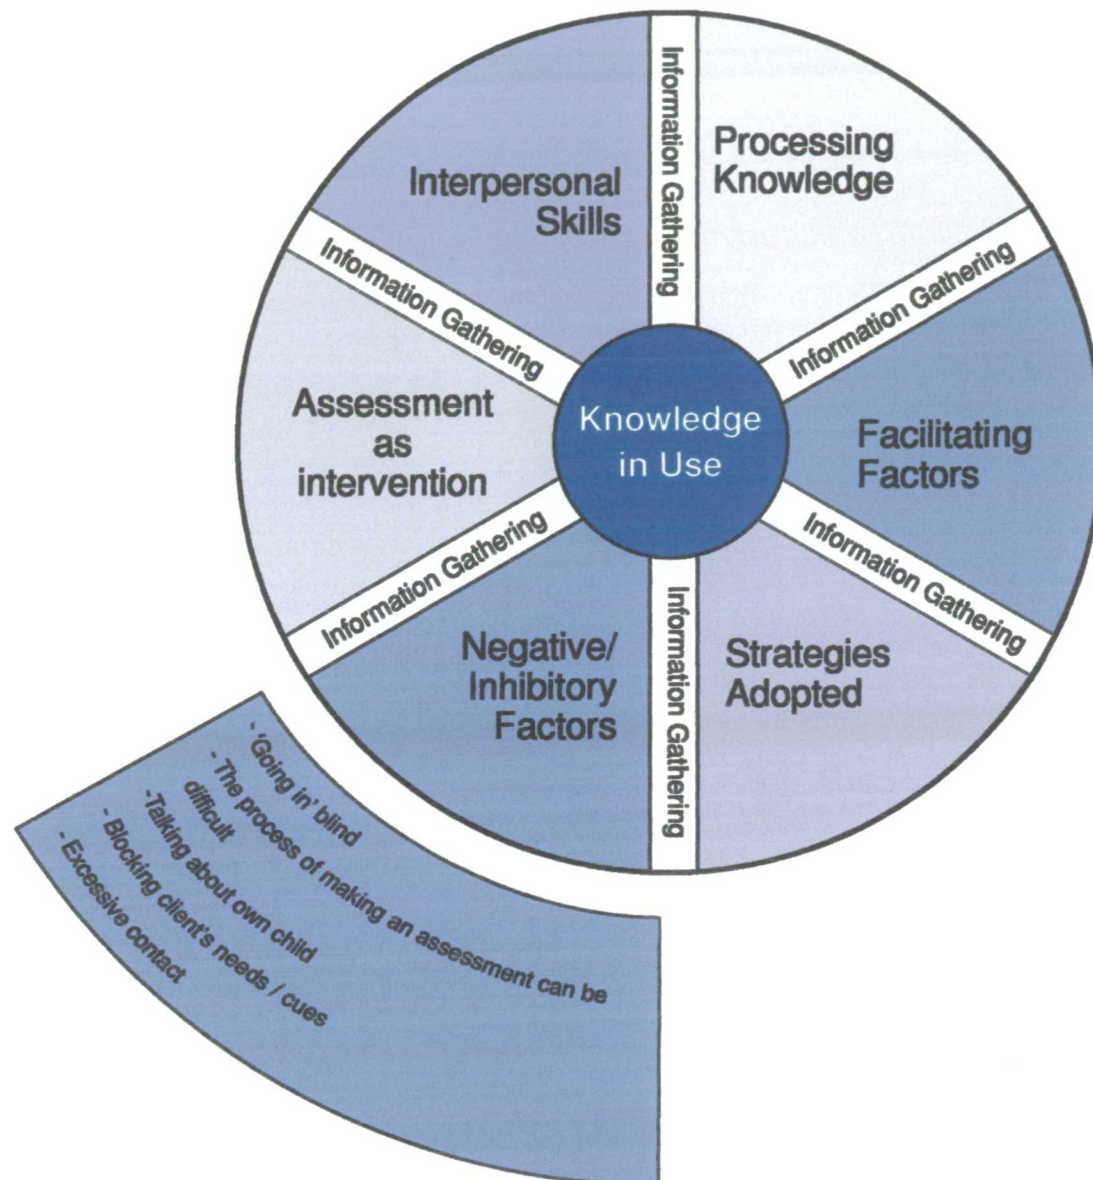 Information Gathering
Processing
Knowledge
Interpersonal
Skills
Information Gathering
Information Gathering
Knowledge
in Use
Assessment
as
intervention
Facilitating
Factors
Information Gathering
Information Gathering
Information Gathering
Negative/
Inhibitory
Factors
Strategies
Adopted
- 'Going in' blind
- The process of making an assessment can be
difficult
-Talking about own child
- Blocking client's needs / cues
- Excessive contact